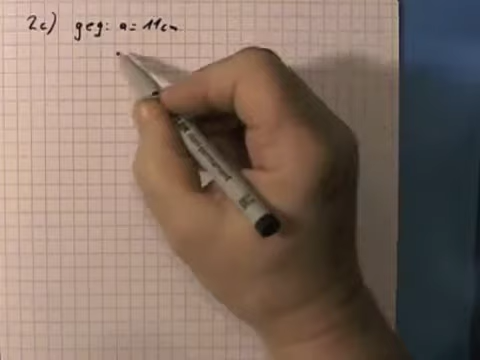 2c) geg: a = 11cm